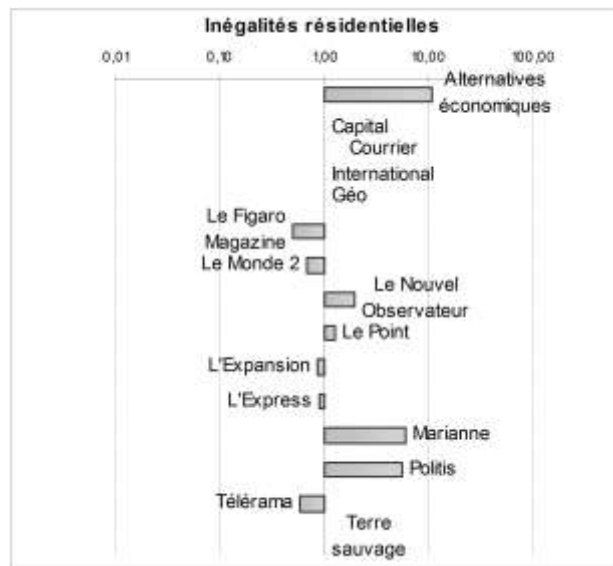 Inégalités résidentielles
0,01 0,10 1,00 10,00 100,00
Alternatives
économiques
Capital
Courrier
International
Géo
Le Figaro
Magazine
Le Monde 2
Le Nouvel
Observateur
Le Point
L'Expansion
L'Express
Marianne
Politis
Télérama
Terre
sauvage